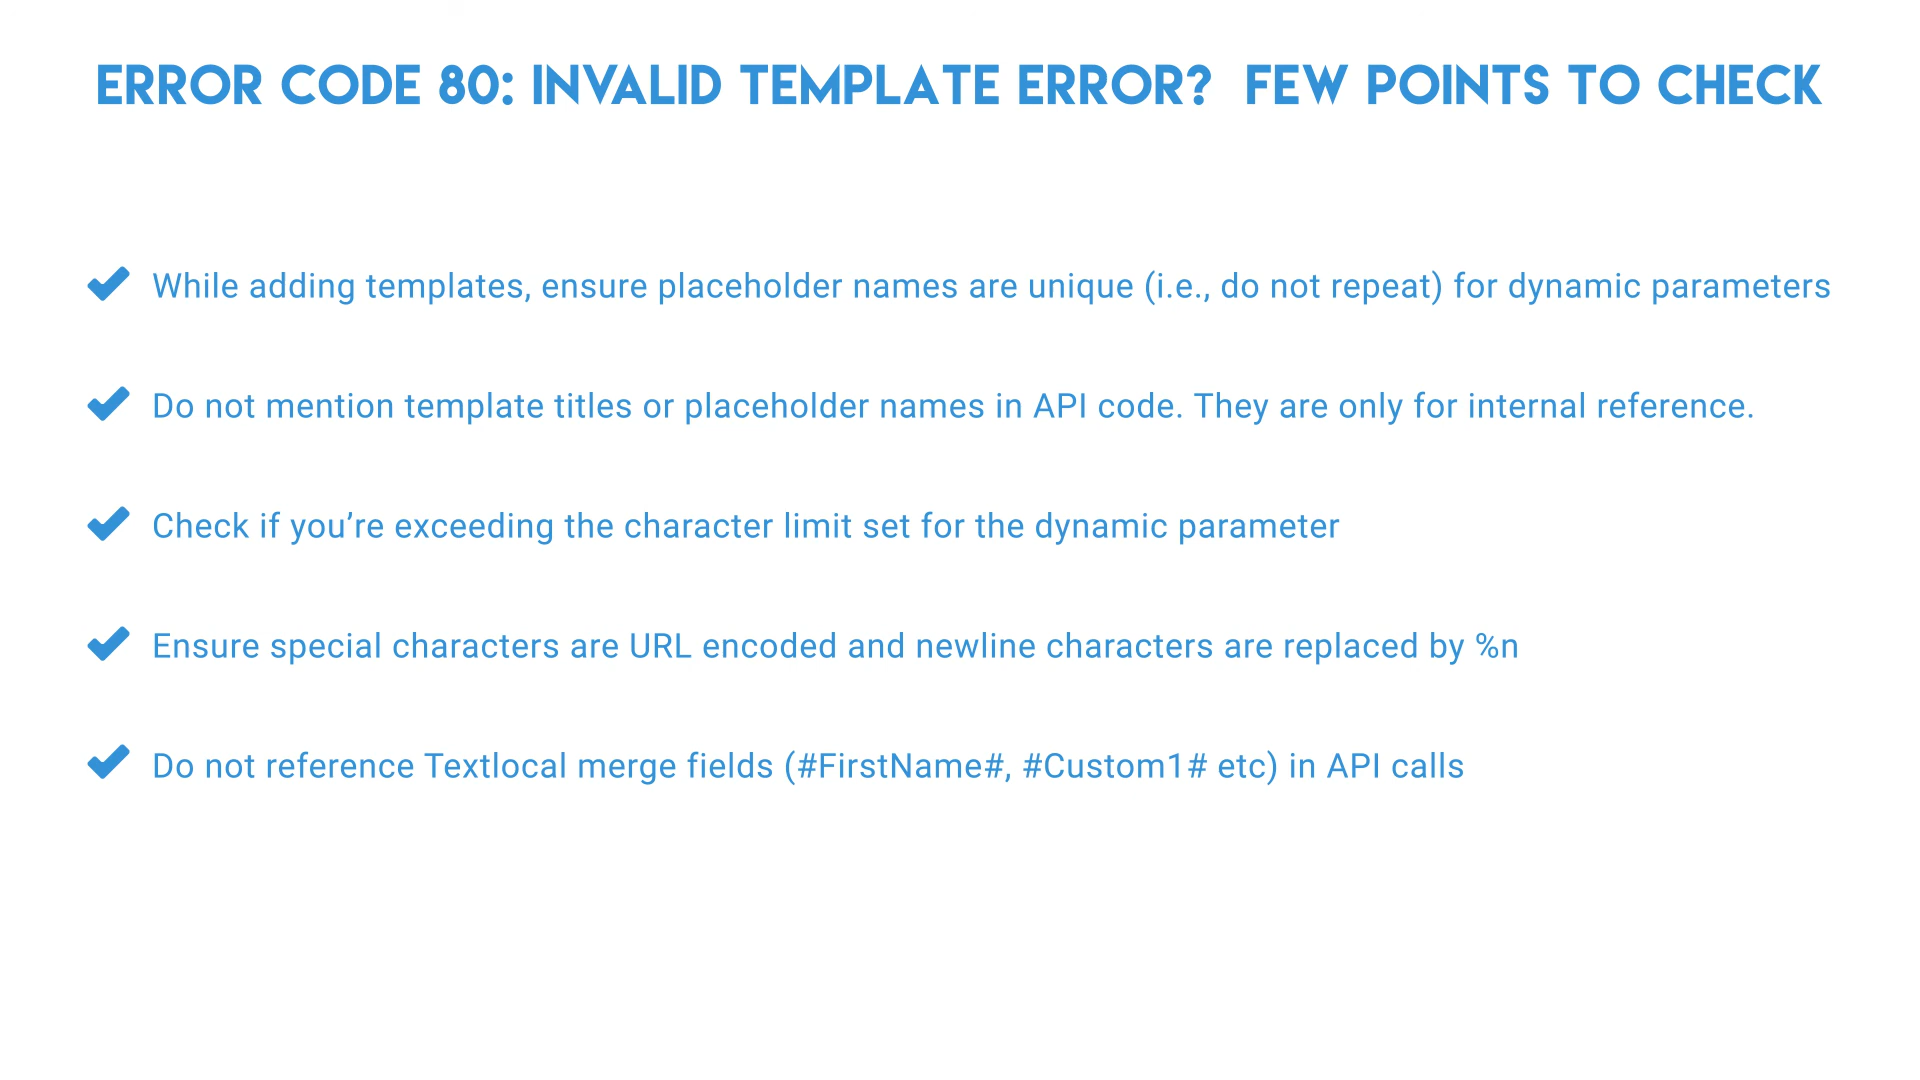 ERROR CODE 80: INVALID TEMPLATE ERROR? FEW POINTS TO CHECK
While adding templates, ensure placeholder names are unique (i.e., do not repeat) for dynamic parameters
Do not mention template titles or placeholder names in API code. They are only for internal reference.
Check if you’re exceeding the character limit set for the dynamic parameter
Ensure special characters are URL encoded and newline characters are replaced by %n
Do not reference Textlocal merge fields (#FirstName#, #Custom1# etc) in API calls